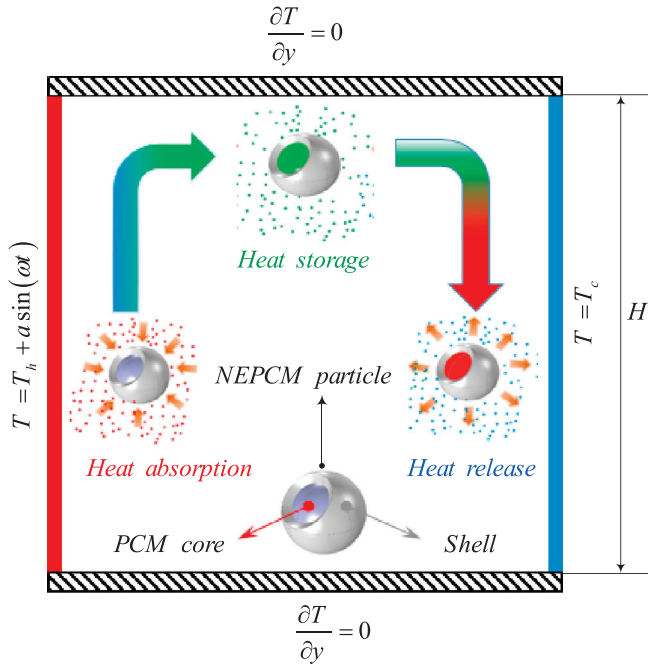 ∂T/∂y = 0
Heat storage
T = T_h + a sin(ωt)
T = T_c
H
NEPCM particle
Heat absorption
Heat release
PCM core
Shell
∂T/∂y = 0